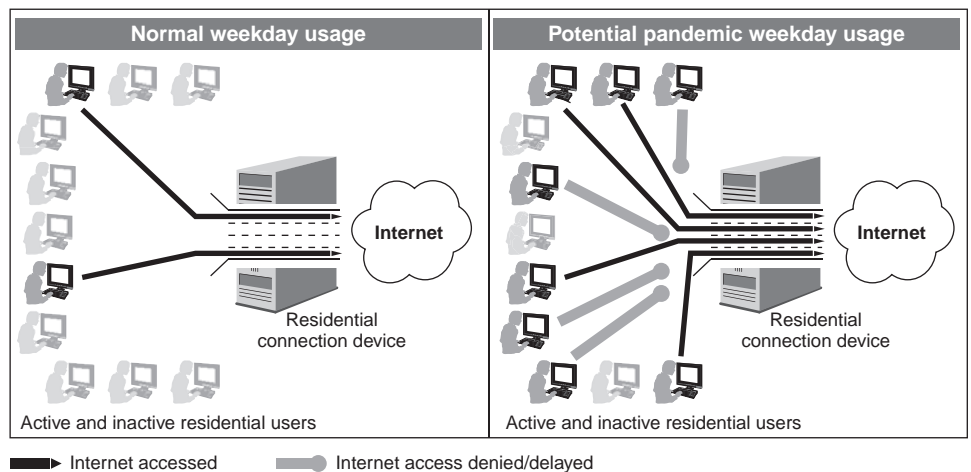 Normal weekday usage
Internet
Residential
connection device
Active and inactive residential users
Potential pandemic weekday usage
Internet
Residential
connection device
Active and inactive residential users
Internet accessed
Internet access denied/delayed